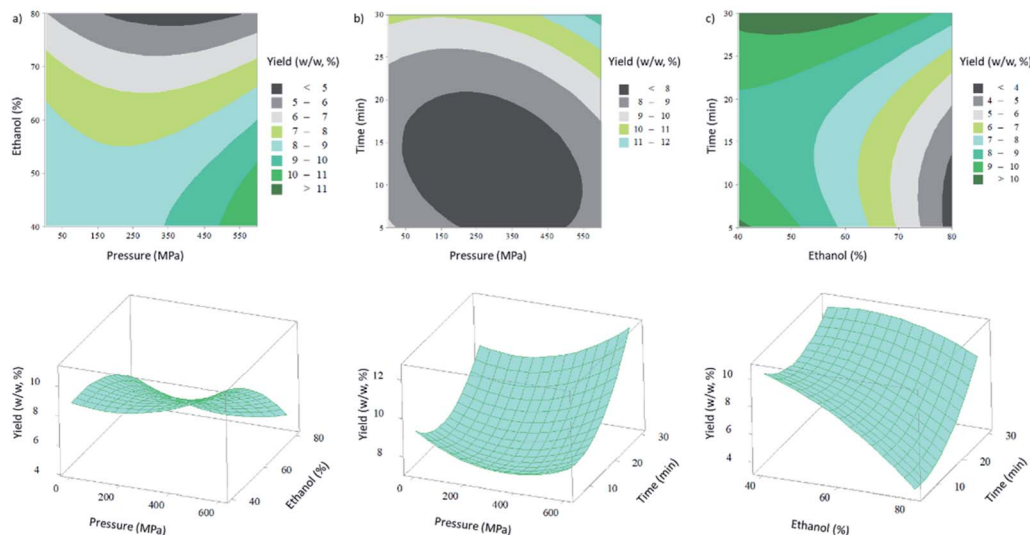 a)
80
70
60
50
40
Ethanol (%)
50 150 250 350 450 550
Pressure (MPa)
Yield (w/w, %)
< 5
5 – 6
6 – 7
7 – 8
8 – 9
9 – 10
10 – 11
> 11
b)
30
25
20
15
10
5
Time (min)
50 150 250 350 450 550
Pressure (MPa)
Yield (w/w, %)
< 8
8 – 9
9 – 10
10 – 11
11 – 12
c)
30
25
20
15
10
5
Time (min)
40 50 60 70 80
Ethanol (%)
Yield (w/w, %)
< 4
4 – 5
5 – 6
6 – 7
7 – 8
8 – 9
9 – 10
> 10
Yield (w/w, %)
10
8
6
4
0 200 400 600
Pressure (MPa)
40 60 80
Ethanol (%)
Yield (w/w, %)
12
10
8
0 200 400 600
Pressure (MPa)
10 20 30
Time (min)
Yield (w/w, %)
10
8
6
4
40 60 80
Ethanol (%)
10 20 30
Time (min)